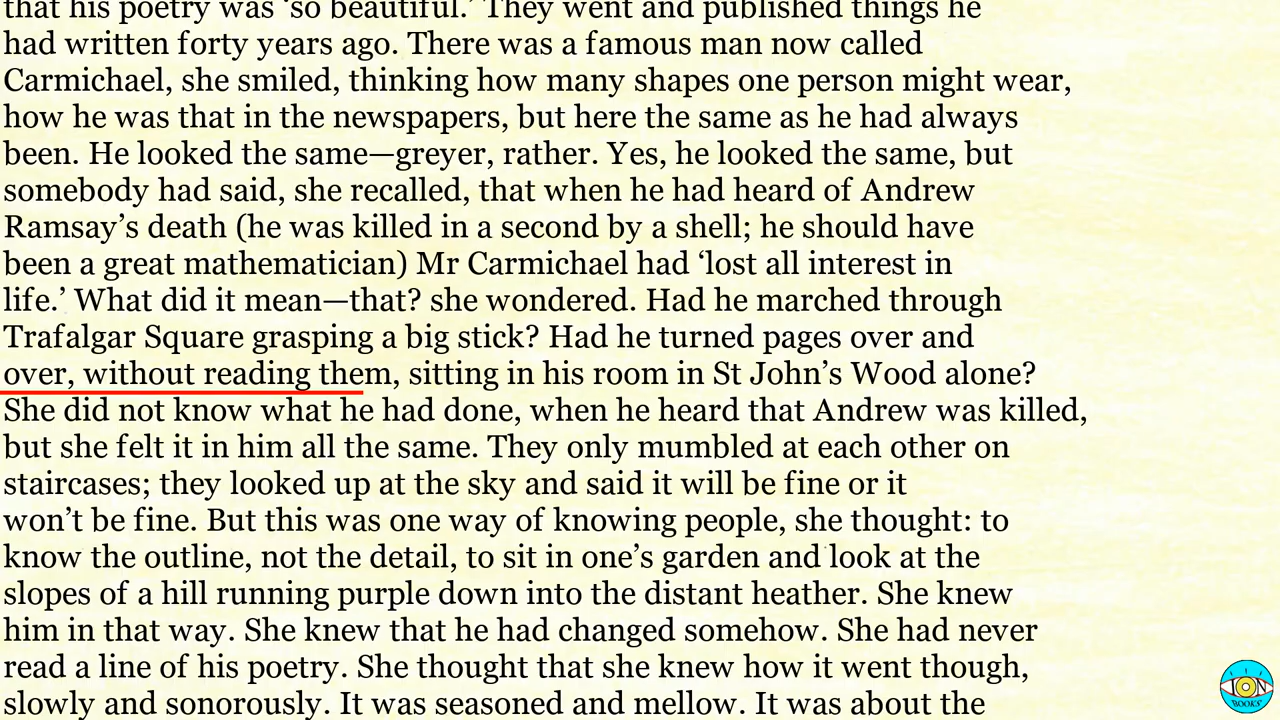 that his poetry was ‘so beautiful.’ They went and published things he
had written forty years ago. There was a famous man now called
Carmichael, she smiled, thinking how many shapes one person might wear,
how he was that in the newspapers, but here the same as he had always
been. He looked the same—greyer, rather. Yes, he looked the same, but
somebody had said, she recalled, that when he had heard of Andrew
Ramsay’s death (he was killed in a second by a shell; he should have
been a great mathematician) Mr Carmichael had ‘lost all interest in
life.’ What did it mean—that? she wondered. Had he marched through
Trafalgar Square grasping a big stick? Had he turned pages over and
over, without reading them, sitting in his room in St John’s Wood alone?
She did not know what he had done, when he heard that Andrew was killed,
but she felt it in him all the same. They only mumbled at each other on
staircases; they looked up at the sky and said it will be fine or it
won’t be fine. But this was one way of knowing people, she thought: to
know the outline, not the detail, to sit in one’s garden and look at the
slopes of a hill running purple down into the distant heather. She knew
him in that way. She knew that he had changed somehow. She had never
read a line of his poetry. She thought that she knew how it went though,
slowly and sonorously. It was seasoned and mellow. It was about the
ION
BOOKS